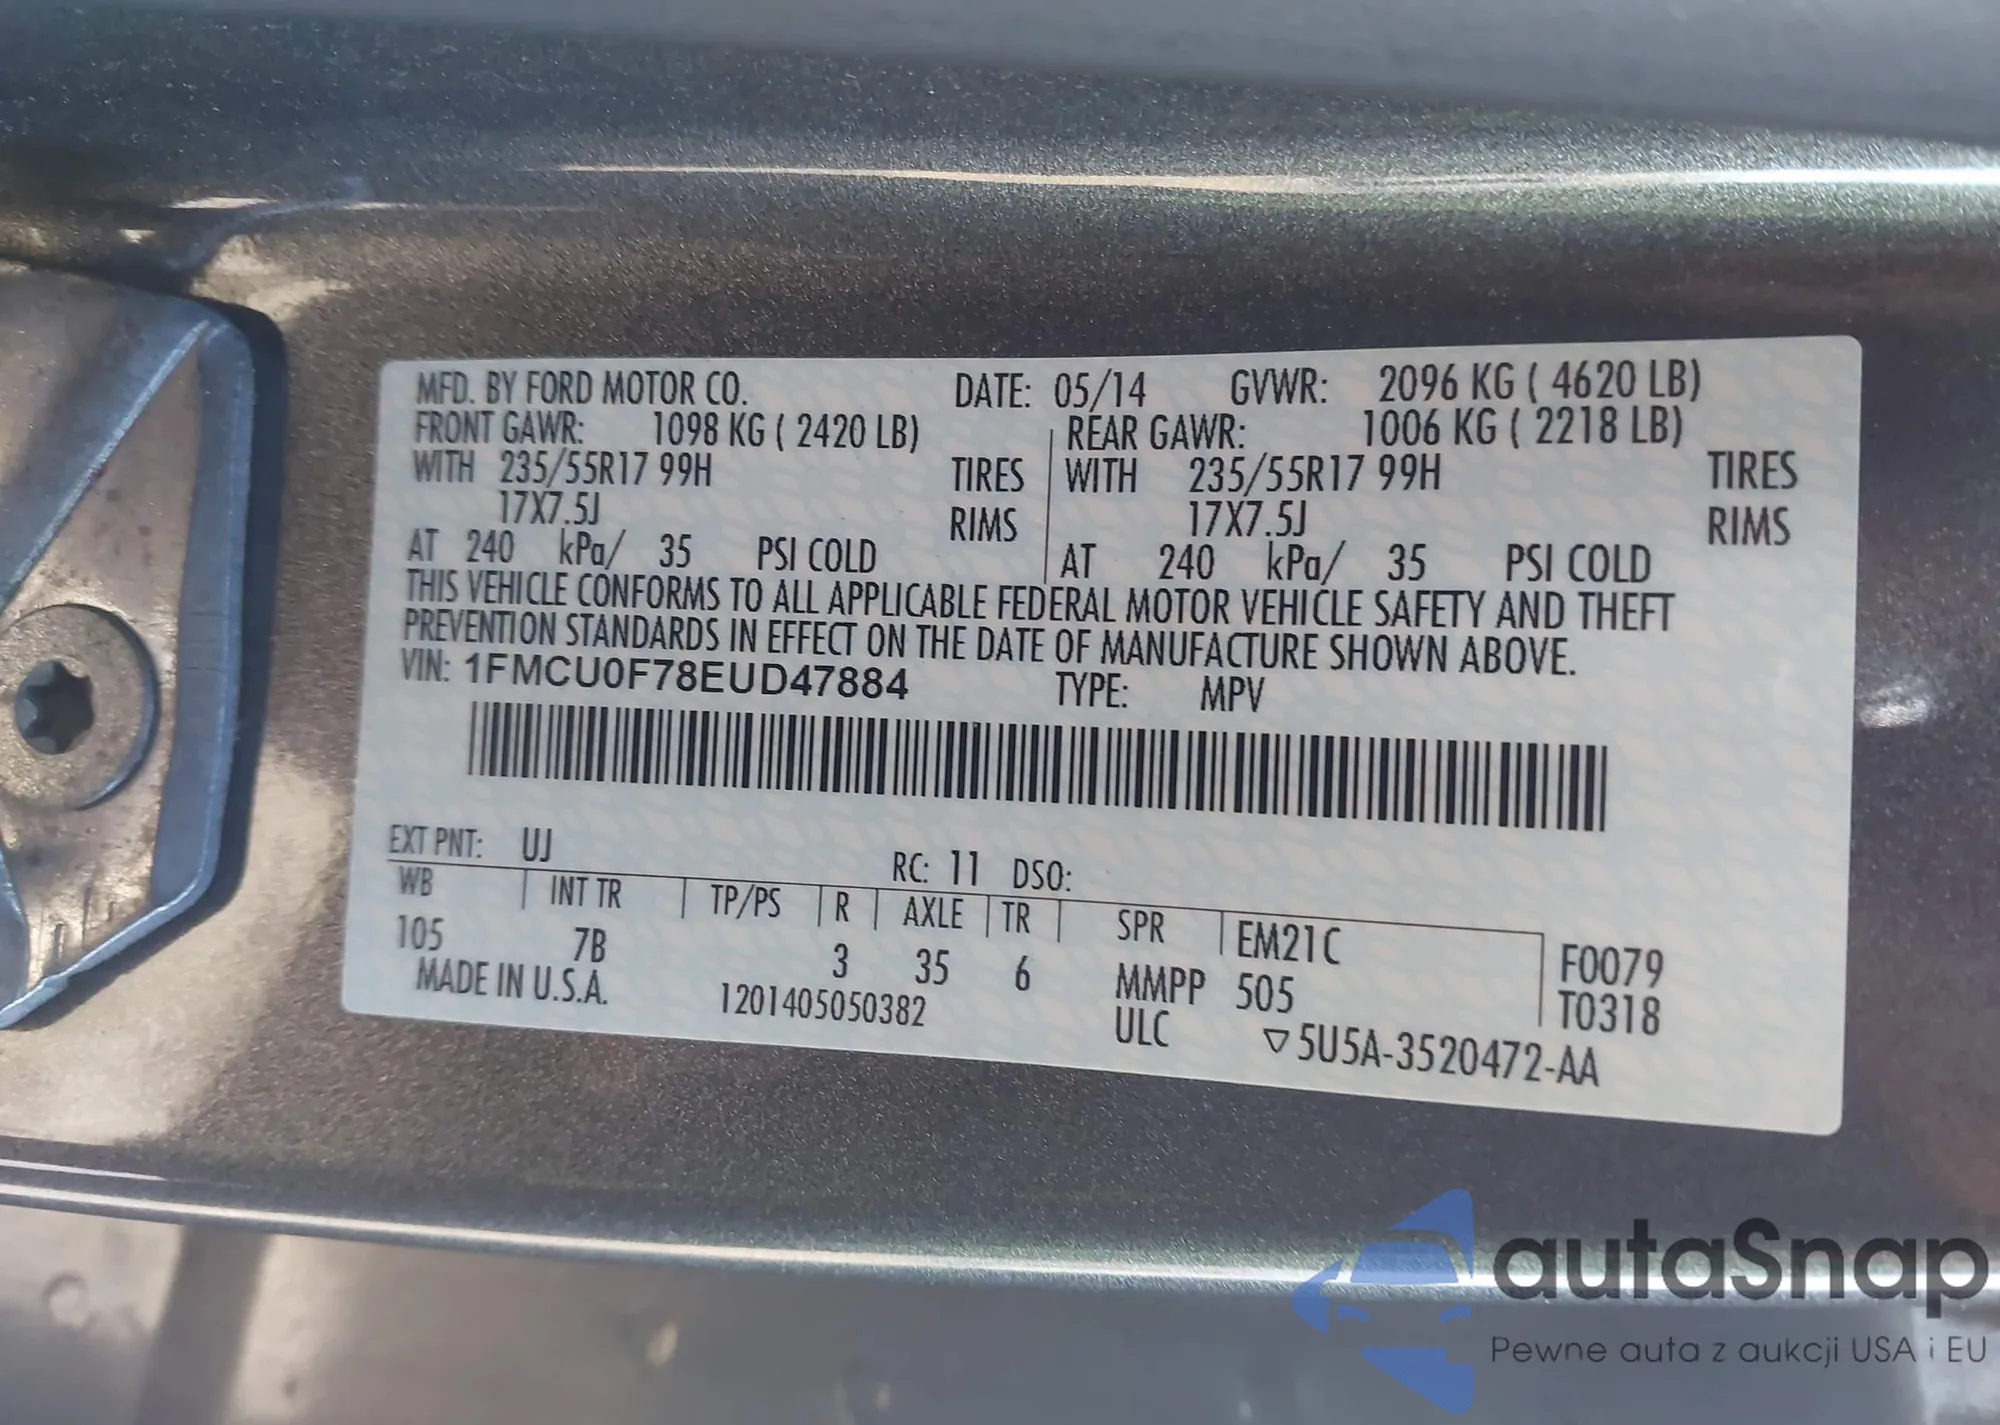 MFD. BY FORD MOTOR CO. DATE: 05/14 GVWR: 2096 KG ( 4620 LB)
FRONT GAWR: 1098 KG ( 2420 LB) REAR GAWR: 1006 KG ( 2218 LB)
WITH 235/55R17 99H TIRES WITH 235/55R17 99H TIRES
17X7.5J RIMS 17X7.5J RIMS
AT 240 kPa/ 35 PSI COLD AT 240 kPa/ 35 PSI COLD
THIS VEHICLE CONFORMS TO ALL APPLICABLE FEDERAL MOTOR VEHICLE SAFETY AND THEFT
PREVENTION STANDARDS IN EFFECT ON THE DATE OF MANUFACTURE SHOWN ABOVE.
VIN: 1FMCU0F78EUD47884 TYPE: MPV
EXT PNT: UJ RC: 11 DSO:
WB INT TR TP/PS R AXLE TR SPR EM21C F0079
105 7B 3 35 6 MMPP 505 T0318
MADE IN U.S.A. 1201405050382 ULC ▽5U5A-3520472-AA
autaSnap
Pewne auta z aukcji USA i EU